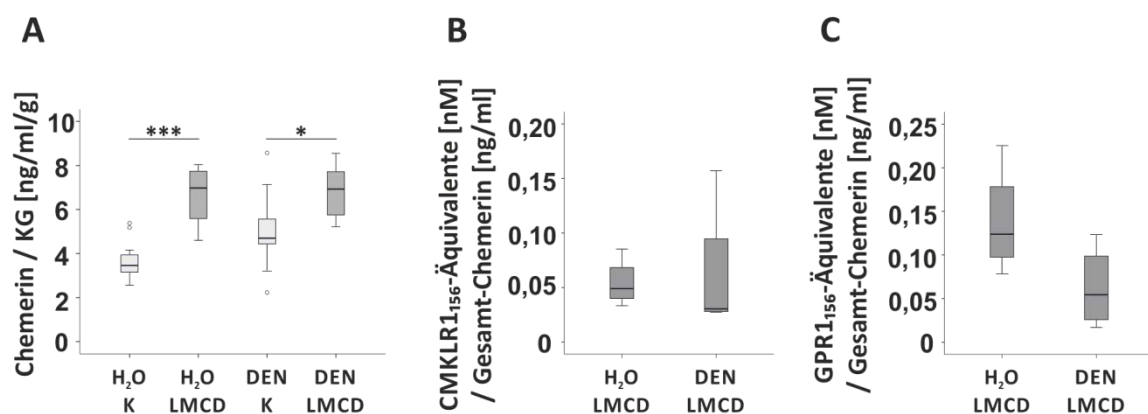 A
Chemerin / KG [ng/ml/g]
10
8
6
4
2
0
***
*
H₂O K
H₂O LMCD
DEN K
DEN LMCD
B
CMKLR1₁₅₆-Äquivalente [nM]
/ Gesamt-Chemerin [ng/ml]
0,20
0,15
0,10
0,05
0
H₂O LMCD
DEN LMCD
C
GPR1₁₅₆-Äquivalente [nM]
/ Gesamt-Chemerin [ng/ml]
0,25
0,20
0,15
0,10
0,05
0
H₂O LMCD
DEN LMCD